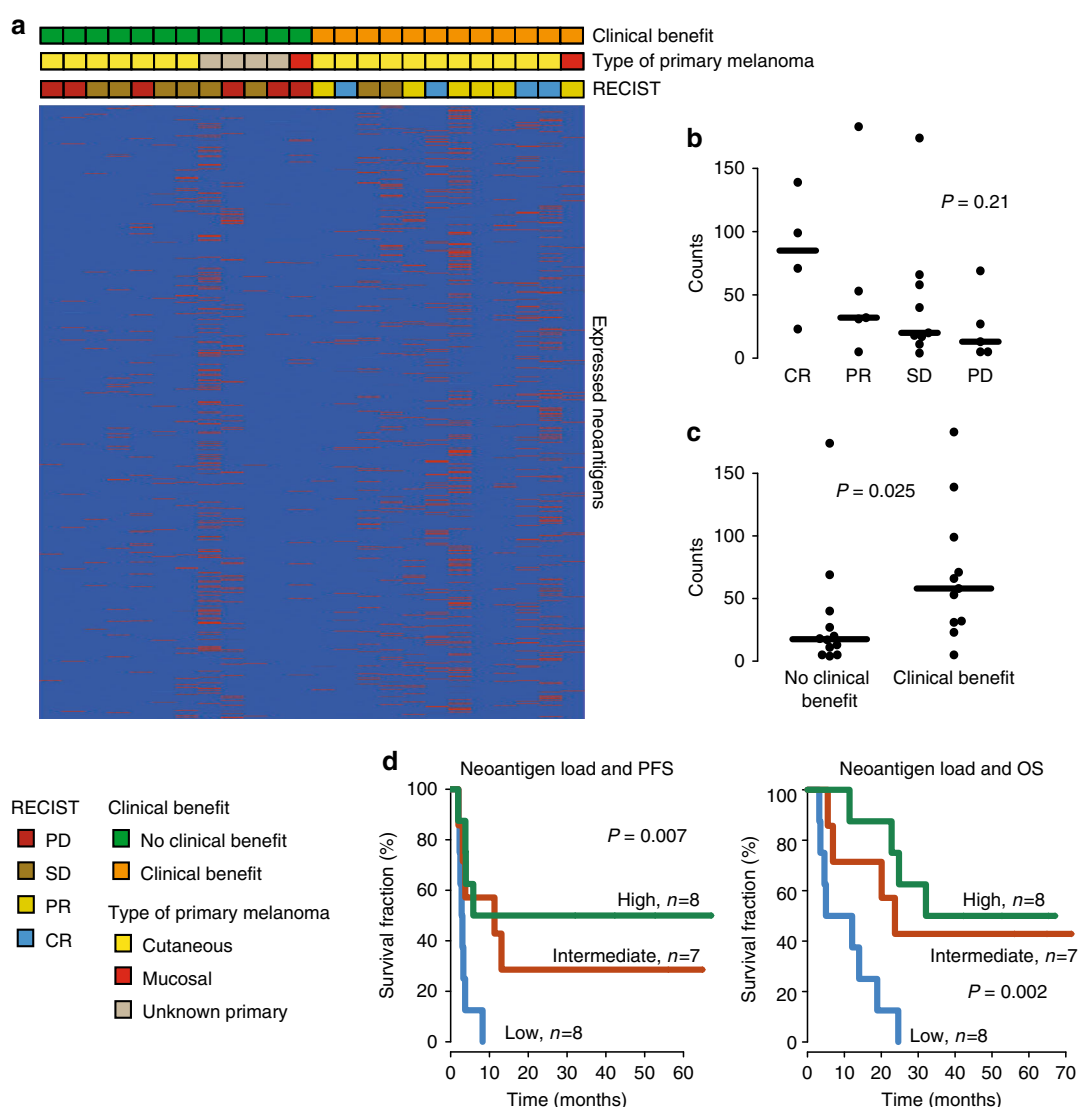 a
Clinical benefit
Type of primary melanoma
RECIST
Expressed neoantigens
b
150
100
50
0
Counts
P = 0.21
CR PR SD PD
c
150
100
50
0
Counts
P = 0.025
No clinical benefit
Clinical benefit
RECIST
PD
SD
PR
CR
Clinical benefit
No clinical benefit
Clinical benefit
Type of primary melanoma
Cutaneous
Mucosal
Unknown primary
d
Neoantigen load and PFS
100
80
60
40
20
0
Survival fraction (%)
P = 0.007
High, n=8
Intermediate, n=7
Low, n=8
0 10 20 30 40 50 60
Time (months)
Neoantigen load and OS
100
80
60
40
20
0
Survival fraction (%)
High, n=8
Intermediate, n=7
P = 0.002
Low, n=8
0 10 20 30 40 50 60 70
Time (months)